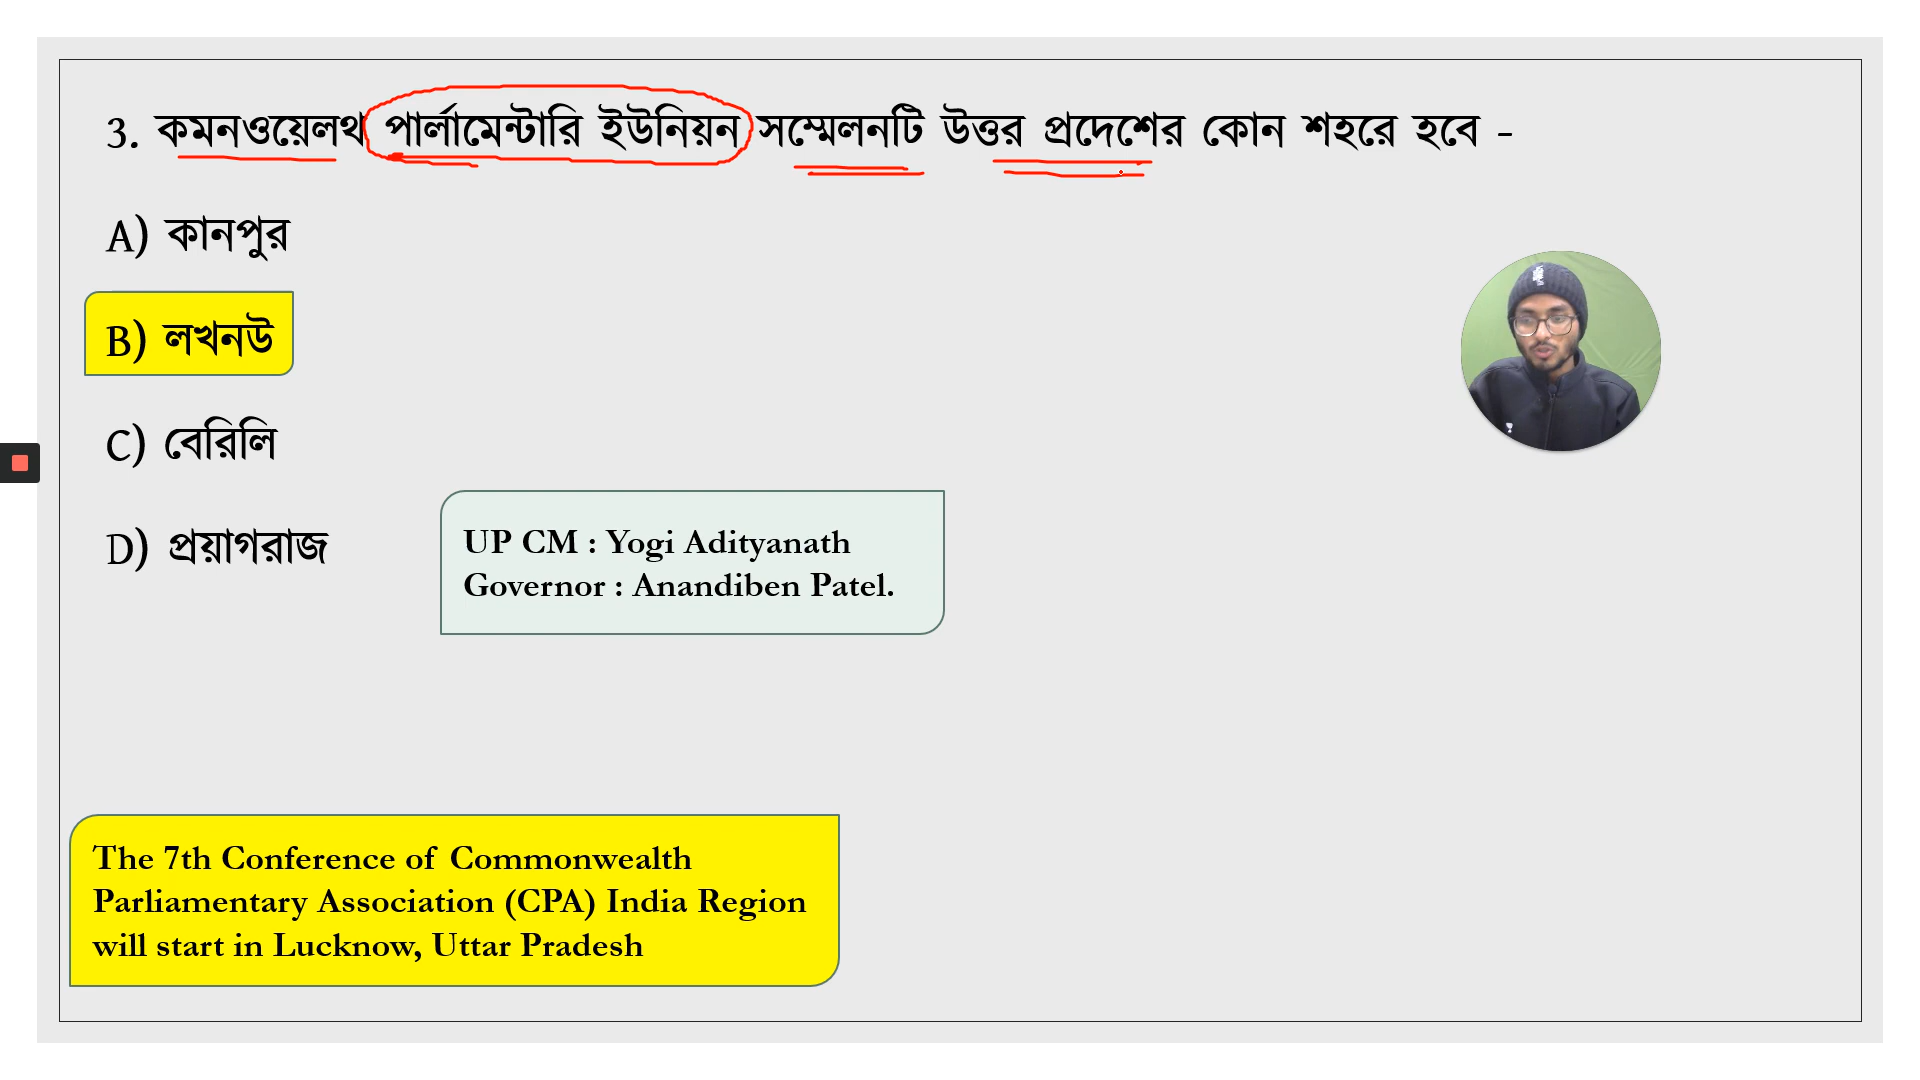 3. কমনওয়েলথ পার্লামেন্টারি ইউনিয়ন সম্মেলনটি উত্তর প্রদেশের কোন শহরে হবে -
A) কানপুর
B) লখনউ
C) বেরিলি
D) প্রয়াগরাজ
UP CM : Yogi Adityanath
Governor : Anandiben Patel.
The 7th Conference of Commonwealth
Parliamentary Association (CPA) India Region
will start in Lucknow, Uttar Pradesh